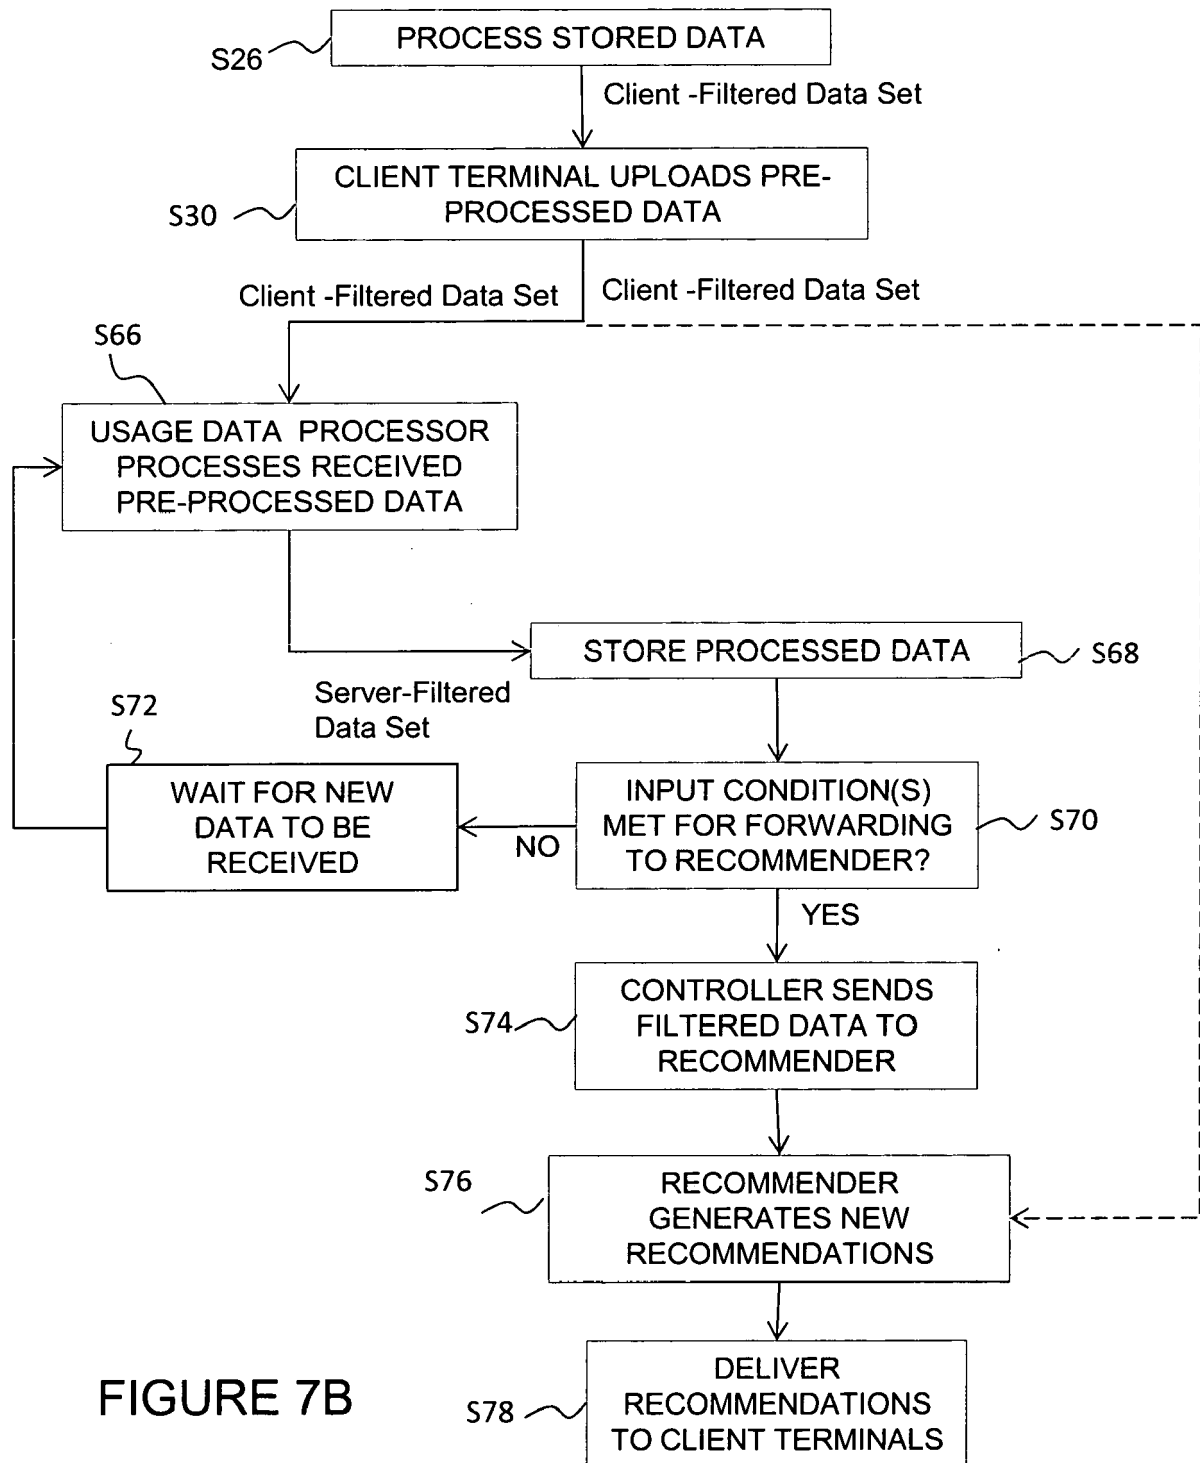 PROCESS STORED DATA
S26
Client -Filtered Data Set
CLIENT TERMINAL UPLOADS PRE-
PROCESSED DATA
S30
Client -Filtered Data Set
Client -Filtered Data Set
S66
USAGE DATA PROCESSOR
PROCESSES RECEIVED
PRE-PROCESSED DATA
STORE PROCESSED DATA
S68
Server-Filtered
Data Set
S72
WAIT FOR NEW
DATA TO BE
RECEIVED
NO
INPUT CONDITION(S)
MET FOR FORWARDING
TO RECOMMENDER?
S70
YES
CONTROLLER SENDS
FILTERED DATA TO
RECOMMENDER
S74
S76
RECOMMENDER
GENERATES NEW
RECOMMENDATIONS
DELIVER
RECOMMENDATIONS
TO CLIENT TERMINALS
S78
FIGURE 7B